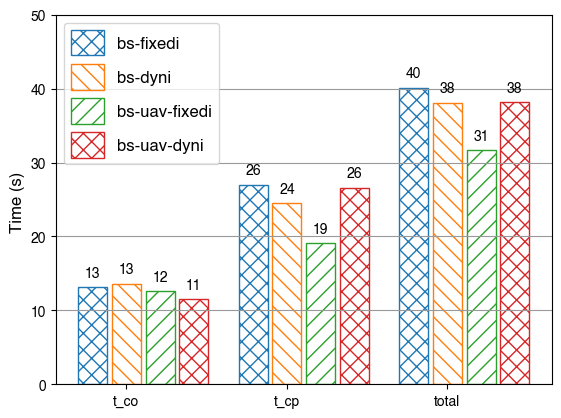 50
40
30
20
10
0
Time (s)
bs-fixedi
bs-dyni
bs-uav-fixedi
bs-uav-dyni
13 13 12 11
26 24 19 26
40 38 31 38
t_co t_cp total